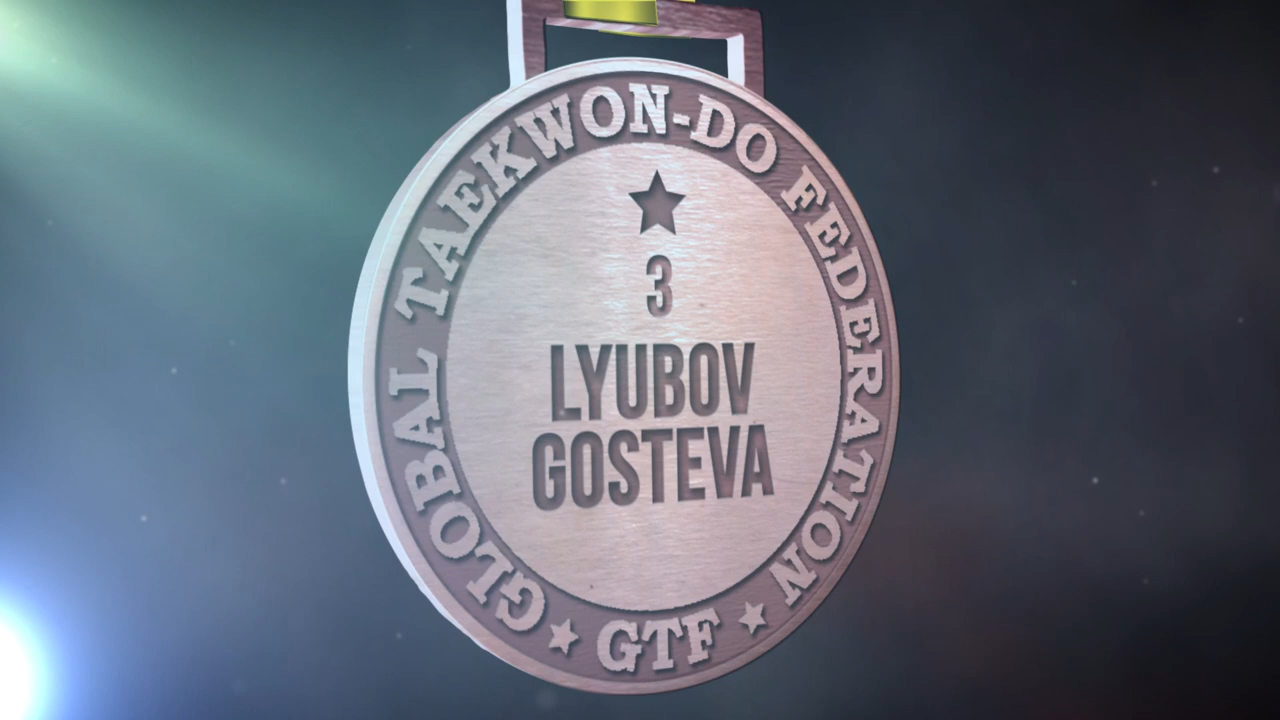 GLOBAL TAEKWON-DO FEDERATION
3
LYUBOV
GOSTEVA
★ GTF ★